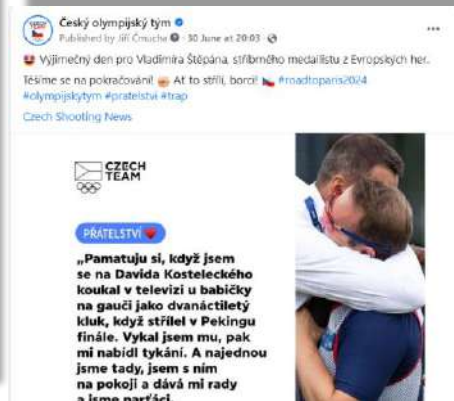 Český olympijský tým
Published by Jiří Čmucha · 30 June at 20:03 ·
Výjimečný den pro Vladimíra Štěpána, stříbrného medailistu z Evropských her.
Těšíme se na pokračování! Ať to střílí, borci! #roadtoparis2024
#olympijskytym #pratelstvi #trap
Czech Shooting News
CZECH
TEAM
PŘÁTELSTVÍ
„Pamatuju si, když jsem
se na Davida Kosteleckého
koukal v televizi u babičky
na gauči jako dvanáctiletý
kluk, když střílel v Pekingu
finále. Vykal jsem mu, pak
mi nabídl tykání. A najednou
jsme tady, jsem s ním
na pokoji a dává mi rady
a jsme parťáci.